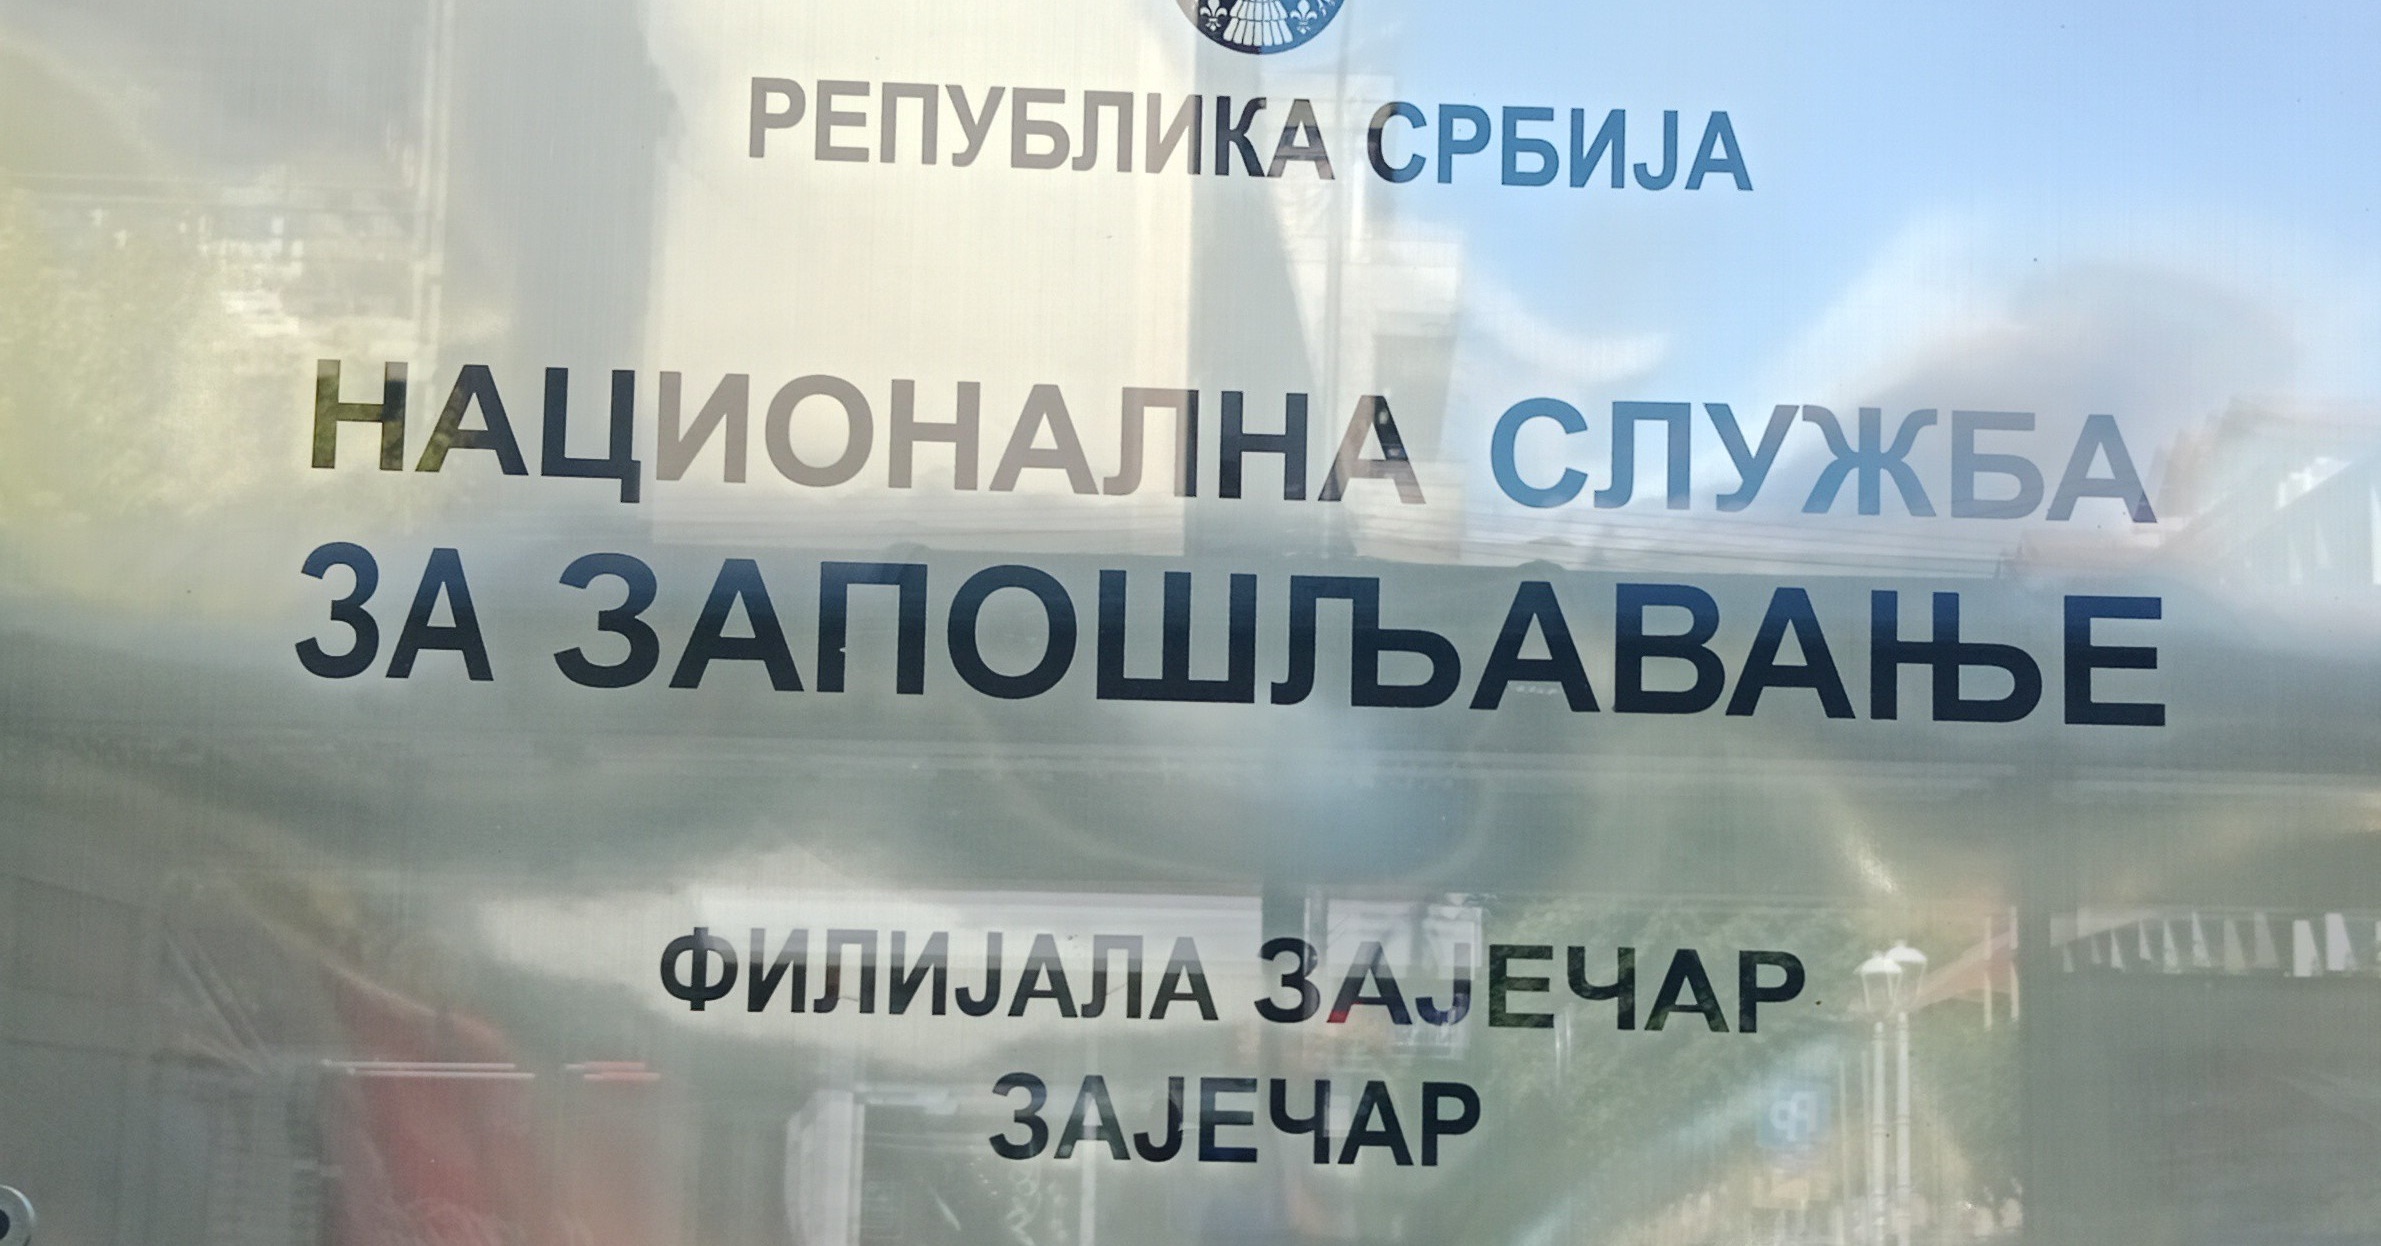 РЕПУБЛИКА СРБИЈА
НАЦИОНАЛНА СЛУЖБА
ЗА ЗАПОШЉАВАЊЕ
ФИЛИЈАЛА ЗАЈЕЧАР
ЗАЈЕЧАР